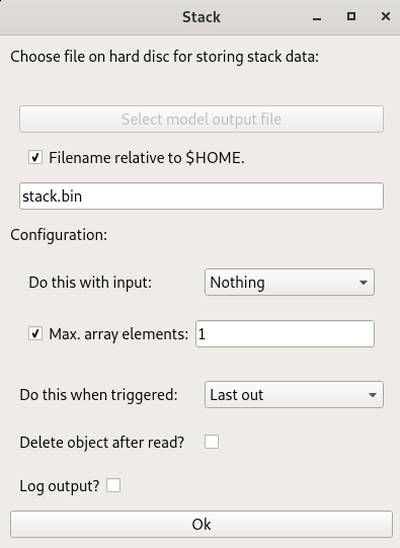 Stack
Choose file on hard disc for storing stack data:
Select model output file
Filename relative to $HOME.
stack.bin
Configuration:
Do this with input: Nothing
Max. array elements: 1
Do this when triggered: Last out
Delete object after read?
Log output?
Ok